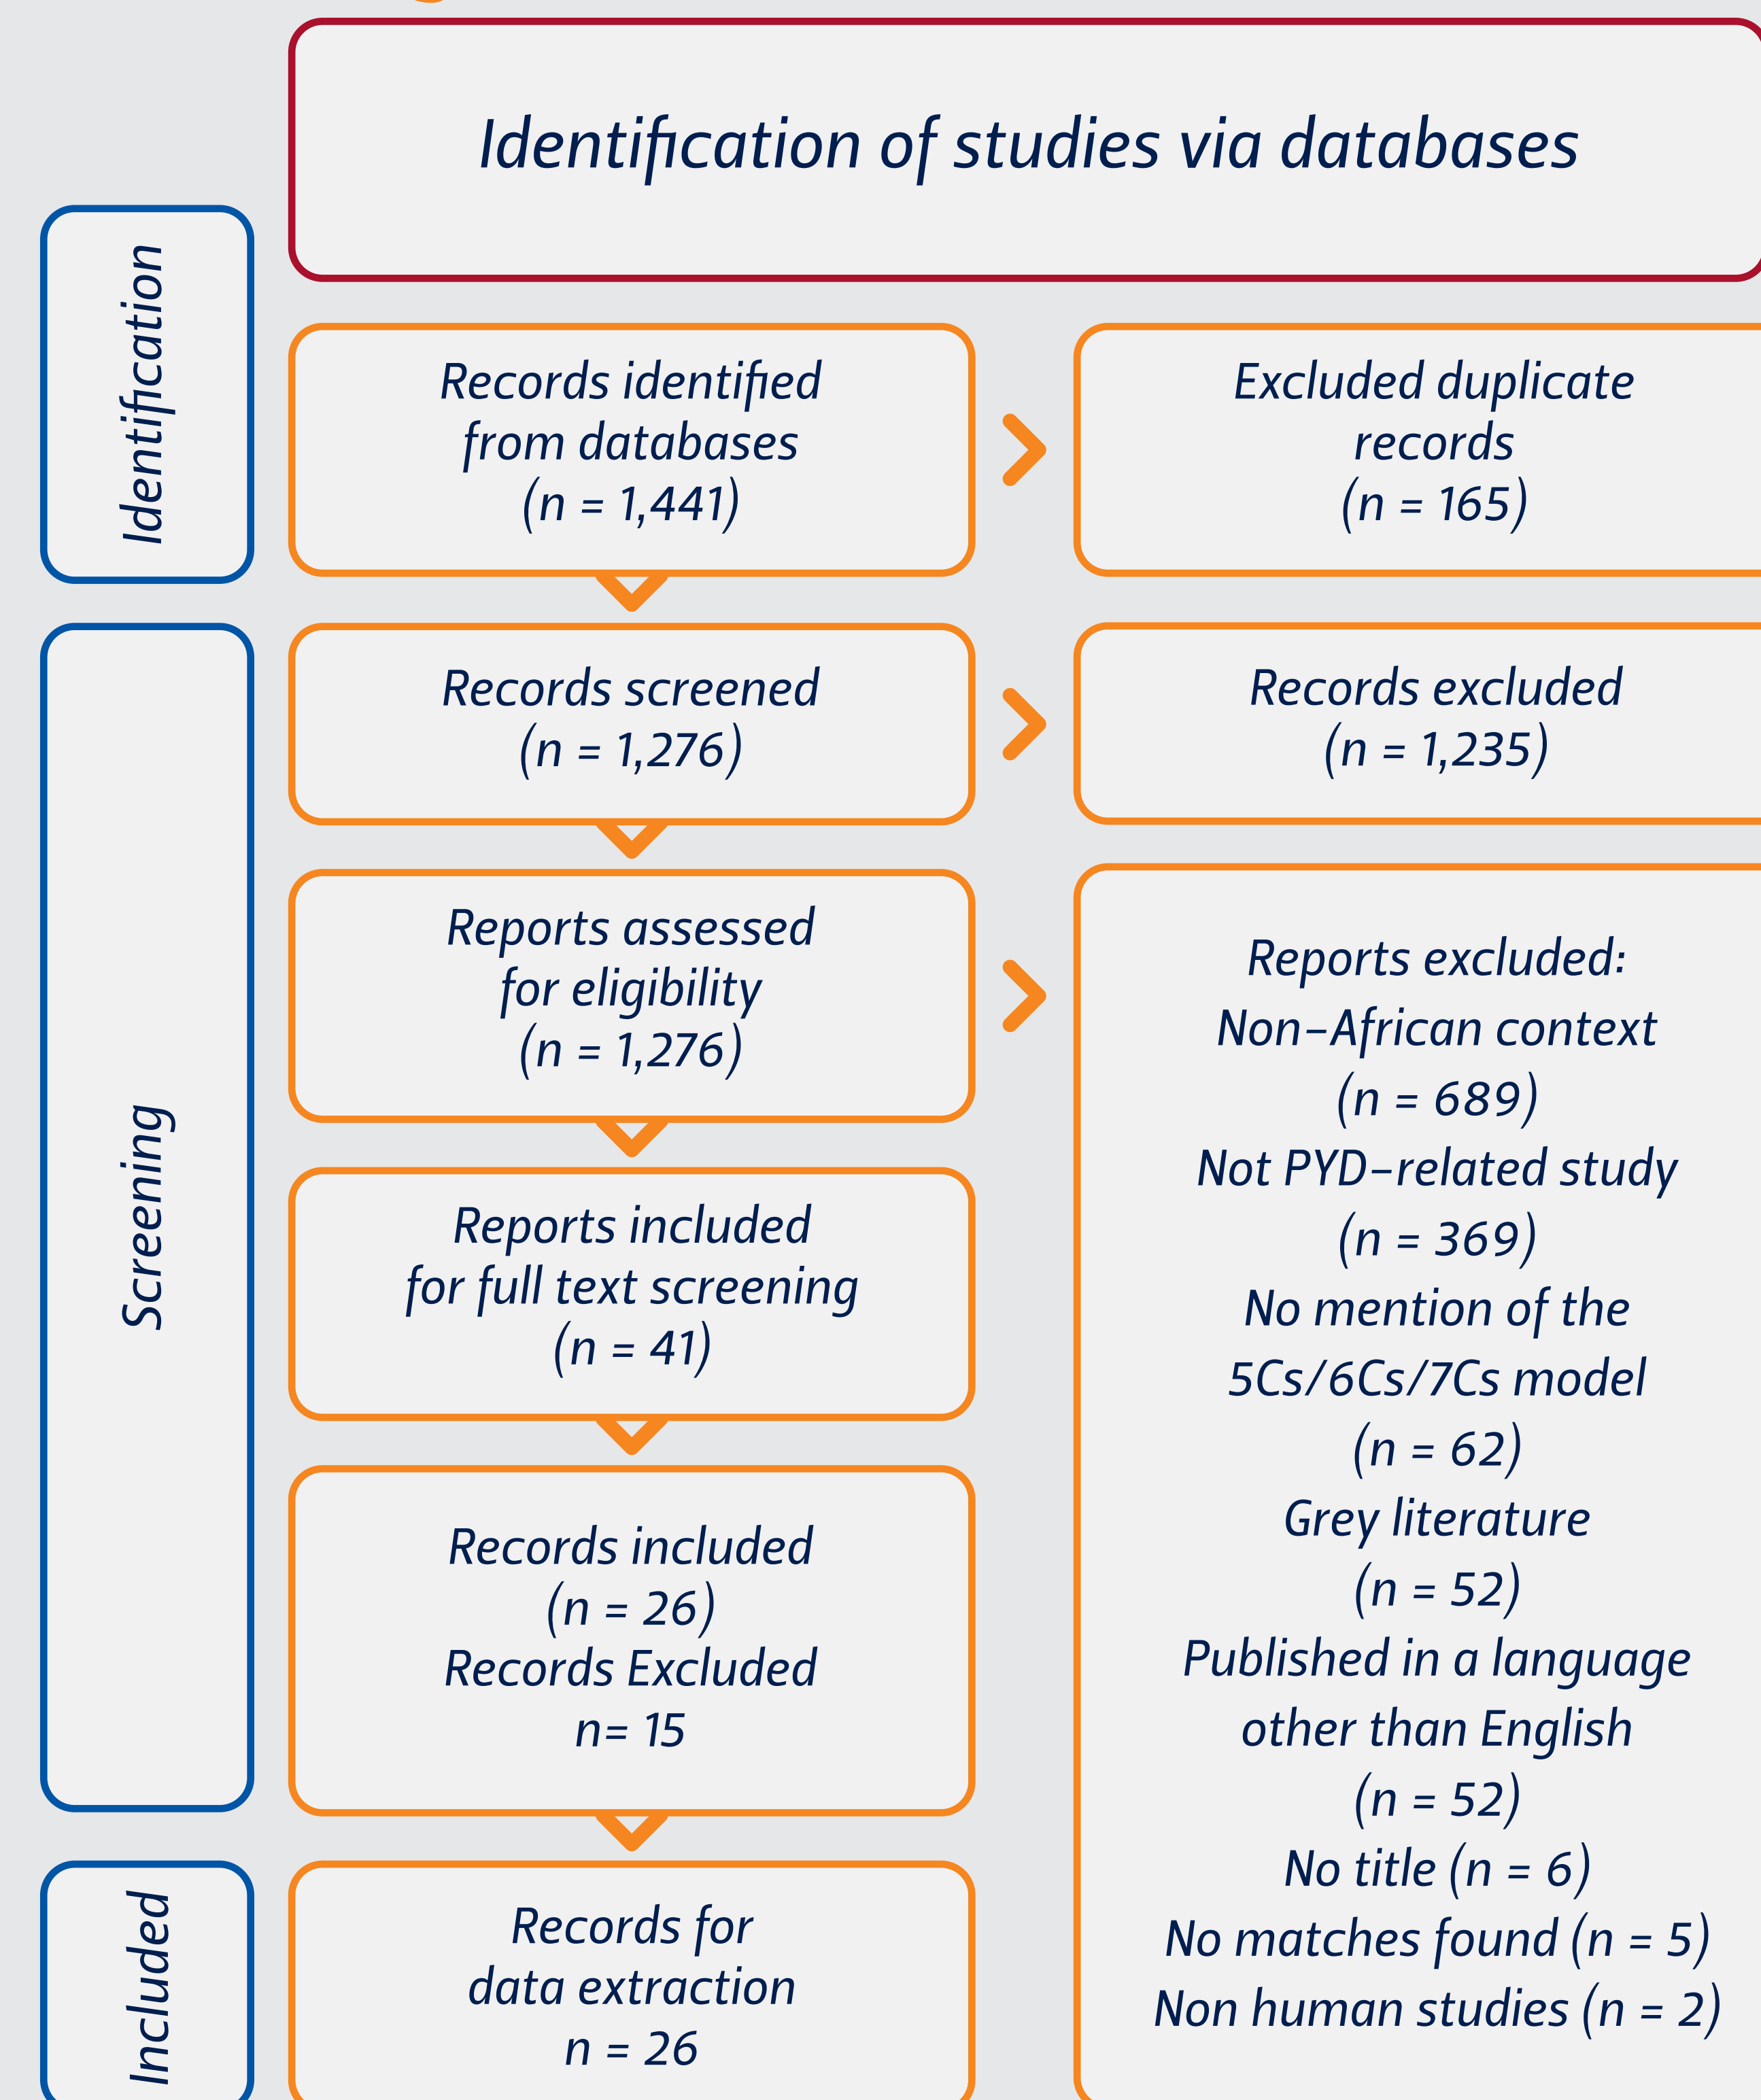 Identification of studies via databases
Identification
Records identified
from databases
(n = 1,441)
Excluded duplicate
records
(n = 165)
Screening
Records screened
(n = 1,276)
Records excluded
(n = 1,235)
Reports assessed
for eligibility
(n = 1,276)
Reports excluded:
Non-African context
(n = 689)
Not PYD-related study
(n = 369)
No mention of the
5Cs/6Cs/7Cs model
(n = 62)
Grey literature
(n = 52)
Published in a language
other than English
(n = 52)
No title (n = 6)
No matches found (n = 5)
Non human studies (n = 2)
Reports included
for full text screening
(n = 41)
Records included
(n = 26)
Records Excluded
n= 15
Included
Records for
data extraction
n = 26